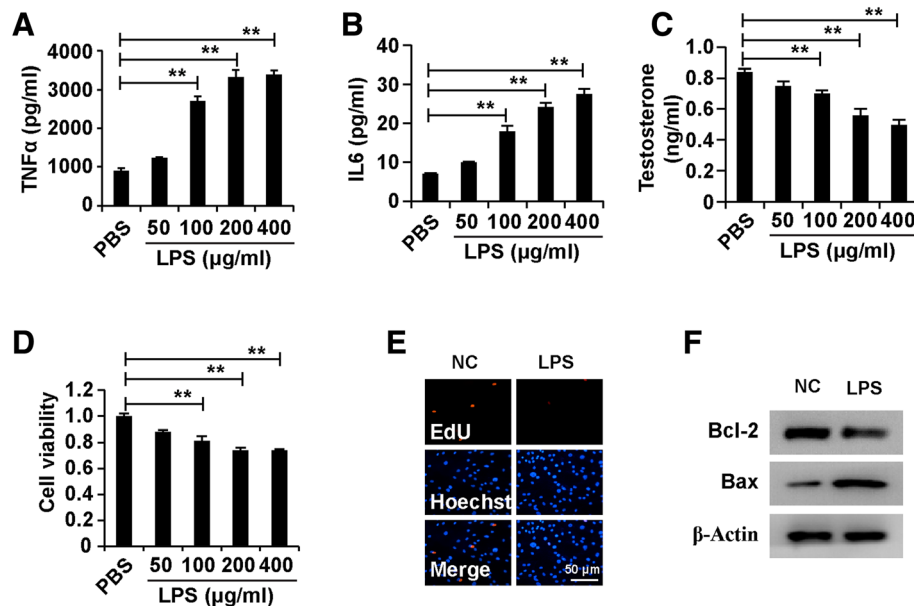 A
TNFα (pg/ml)
4000
3000
2000
1000
0
**
**
**
PBS
50 100 200 400
LPS (µg/ml)
B
IL6 (pg/ml)
40
30
20
10
0
**
**
**
PBS
50 100 200 400
LPS (µg/ml)
C
Testosterone
(ng/ml)
1.0
0.8
0.6
0.4
0.2
0
**
**
**
PBS
50 100 200 400
LPS (µg/ml)
D
Cell viability
1.2
1.0
0.8
0.6
0.4
0.2
0
**
**
**
PBS
50 100 200 400
LPS (µg/ml)
E
NC LPS
EdU
Hoechst
Merge
50 µm
F
NC LPS
Bcl-2
Bax
β-Actin